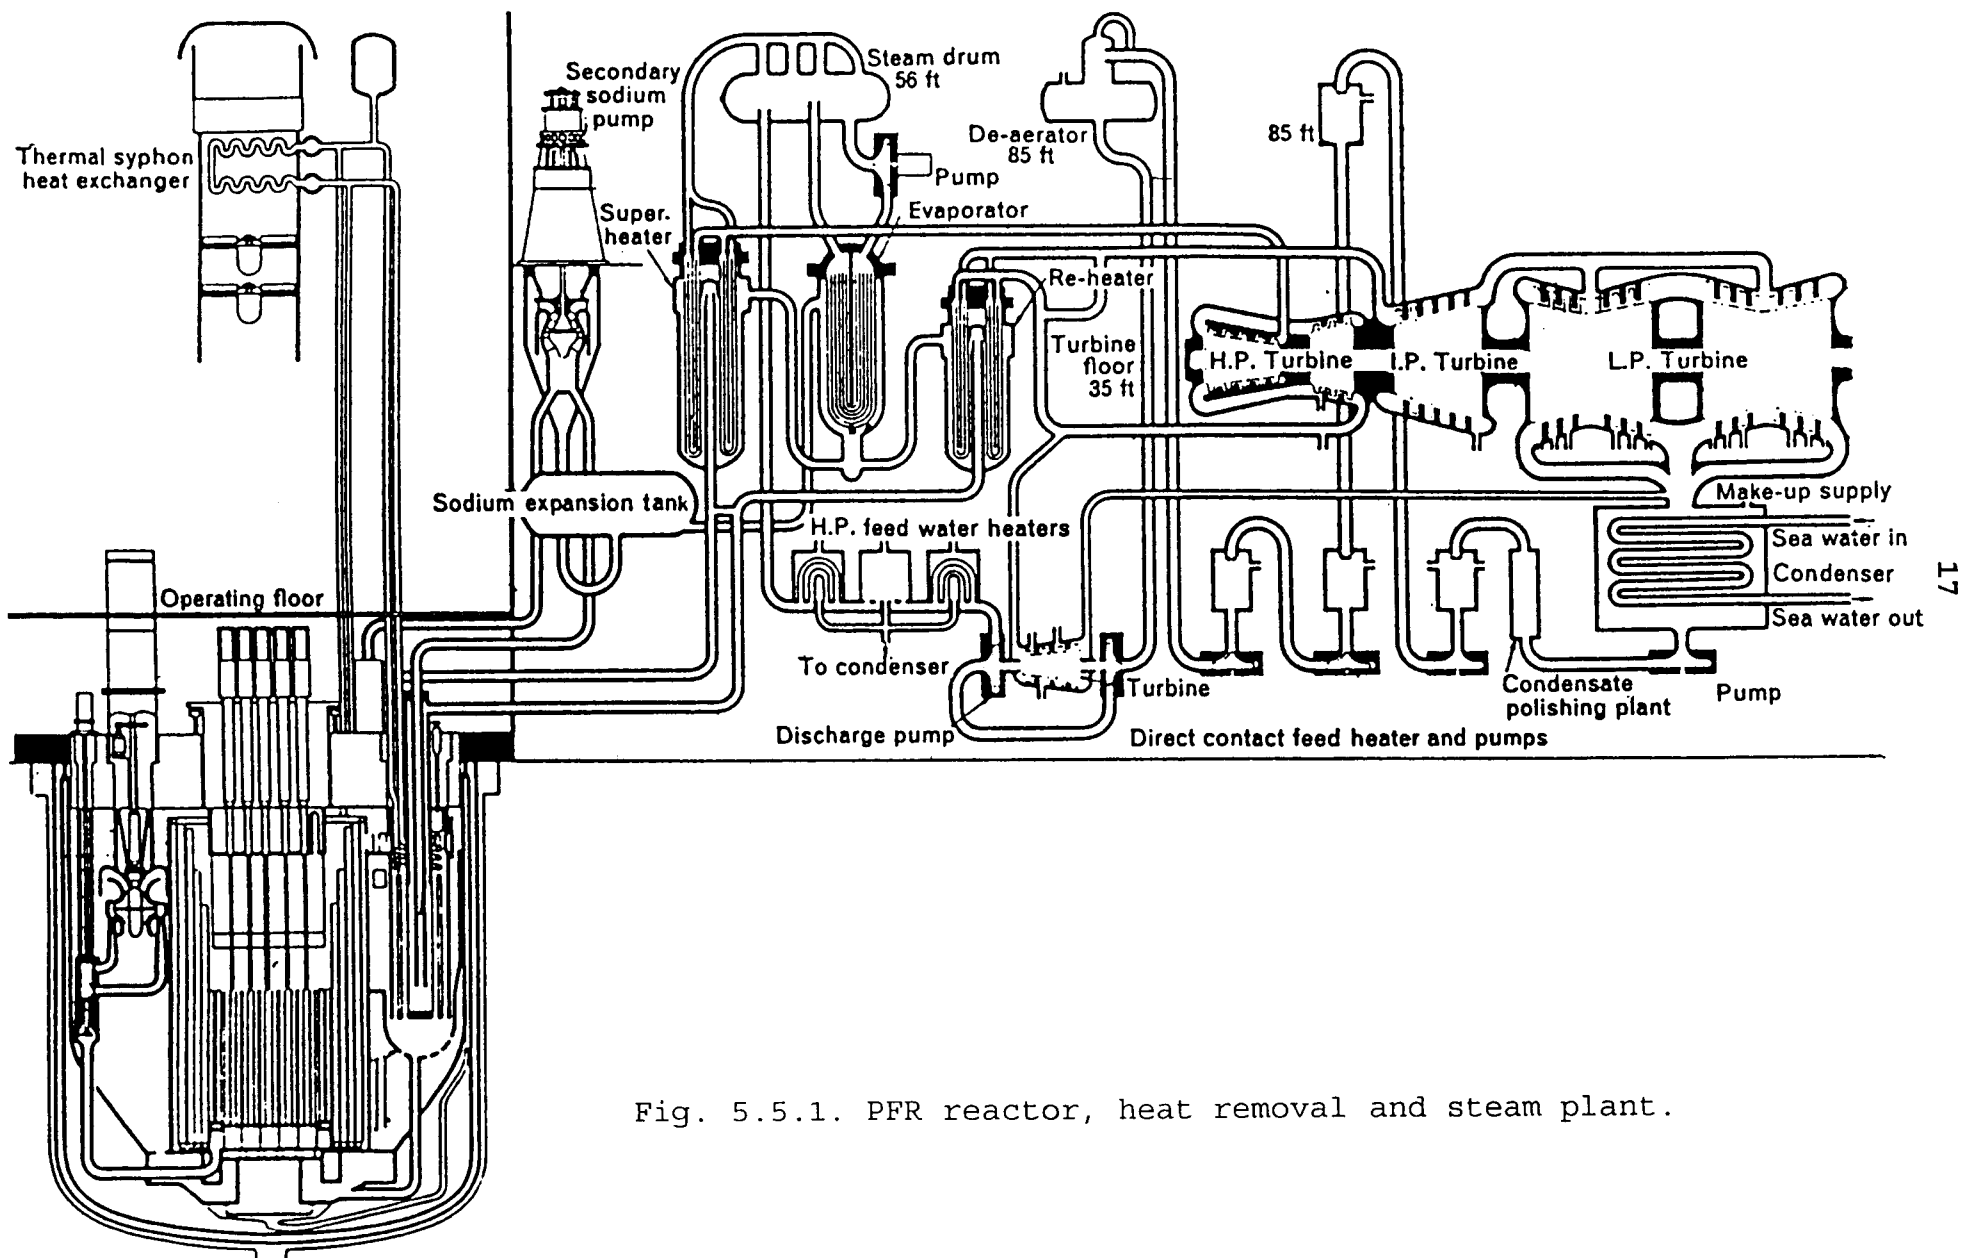 Thermal syphon
heat exchanger
Secondary
sodium
pump
Steam drum
56 ft
De-aerator
85 ft
85 ft
Pump
Super-
heater
Evaporator
Re-heater
Turbine
floor
35 ft
H.P. Turbine
I.P. Turbine
L.P. Turbine
Sodium expansion tank
H.P. feed water heaters
Make-up supply
Sea water in
Condenser
Sea water out
Operating floor
To condenser
Turbine
Condensate
polishing plant
Pump
Discharge pump
Direct contact feed heater and pumps
17
Fig. 5.5.1. PFR reactor, heat removal and steam plant.